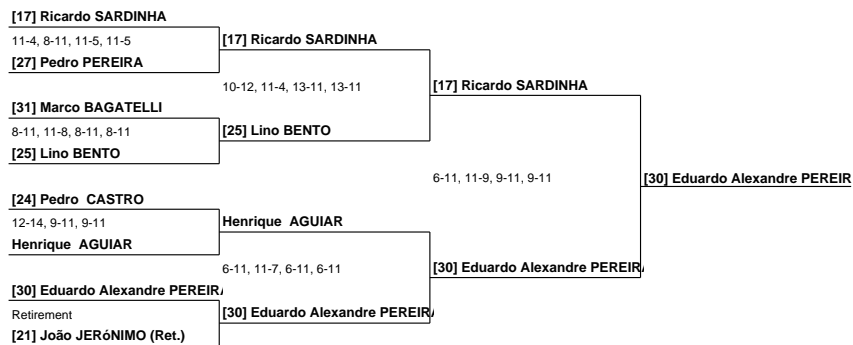 [17] Ricardo SARDINHA
11-4, 8-11, 11-5, 11-5
[27] Pedro PEREIRA
[31] Marco BAGATELLI
8-11, 11-8, 8-11, 8-11
[25] Lino BENTO
[24] Pedro CASTRO
12-14, 9-11, 9-11
Henrique AGUIAR
[30] Eduardo Alexandre PEREIRA
Retirement
[21] João JERóNIMO (Ret.)
[17] Ricardo SARDINHA
10-12, 11-4, 13-11, 13-11
[25] Lino BENTO
Henrique AGUIAR
6-11, 11-7, 6-11, 6-11
[30] Eduardo Alexandre PEREIRA
[17] Ricardo SARDINHA
6-11, 11-9, 9-11, 9-11
[30] Eduardo Alexandre PEREIRA
[30] Eduardo Alexandre PEREIR